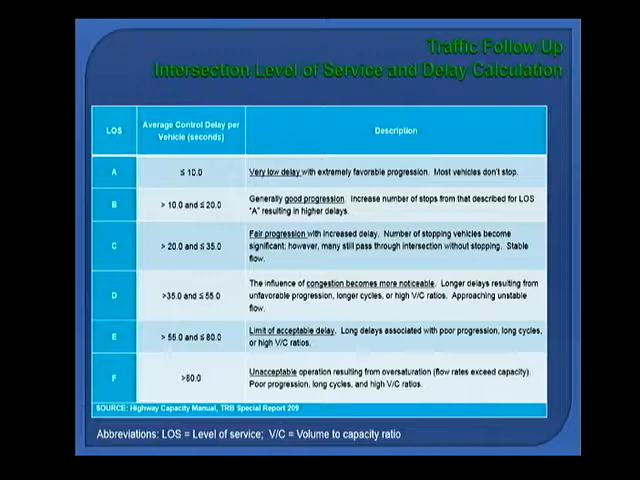 Traffic Follow Up
Intersection Level of Service and Delay Calculation
LOS
Average Control Delay per
Vehicle (seconds)
Description
A
≤ 10.0
Very low delay with extremely favorable progression. Most vehicles don't stop.
B
> 10.0 and ≤ 20.0
Generally good progression. Increase number of stops from that described for LOS
"A" resulting in higher delays.
C
> 20.0 and ≤ 35.0
Fair progression with increased delay. Number of stopping vehicles become
significant; however, many still pass through intersection without stopping. Stable
flow.
D
>35.0 and ≤ 55.0
The influence of congestion becomes more noticeable. Longer delays resulting from
unfavorable progression, longer cycles, or high V/C ratios. Approaching unstable
flow.
E
> 55.0 and ≤ 80.0
Limit of acceptable delay. Long delays associated with poor progression, long cycles,
or high V/C ratios.
F
>80.0
Unacceptable operation resulting from oversaturation (flow rates exceed capacity).
Poor progression, long cycles, and high V/C ratios.
SOURCE: Highway Capacity Manual, TRB Special Report 209
Abbreviations: LOS = Level of service; V/C = Volume to capacity ratio